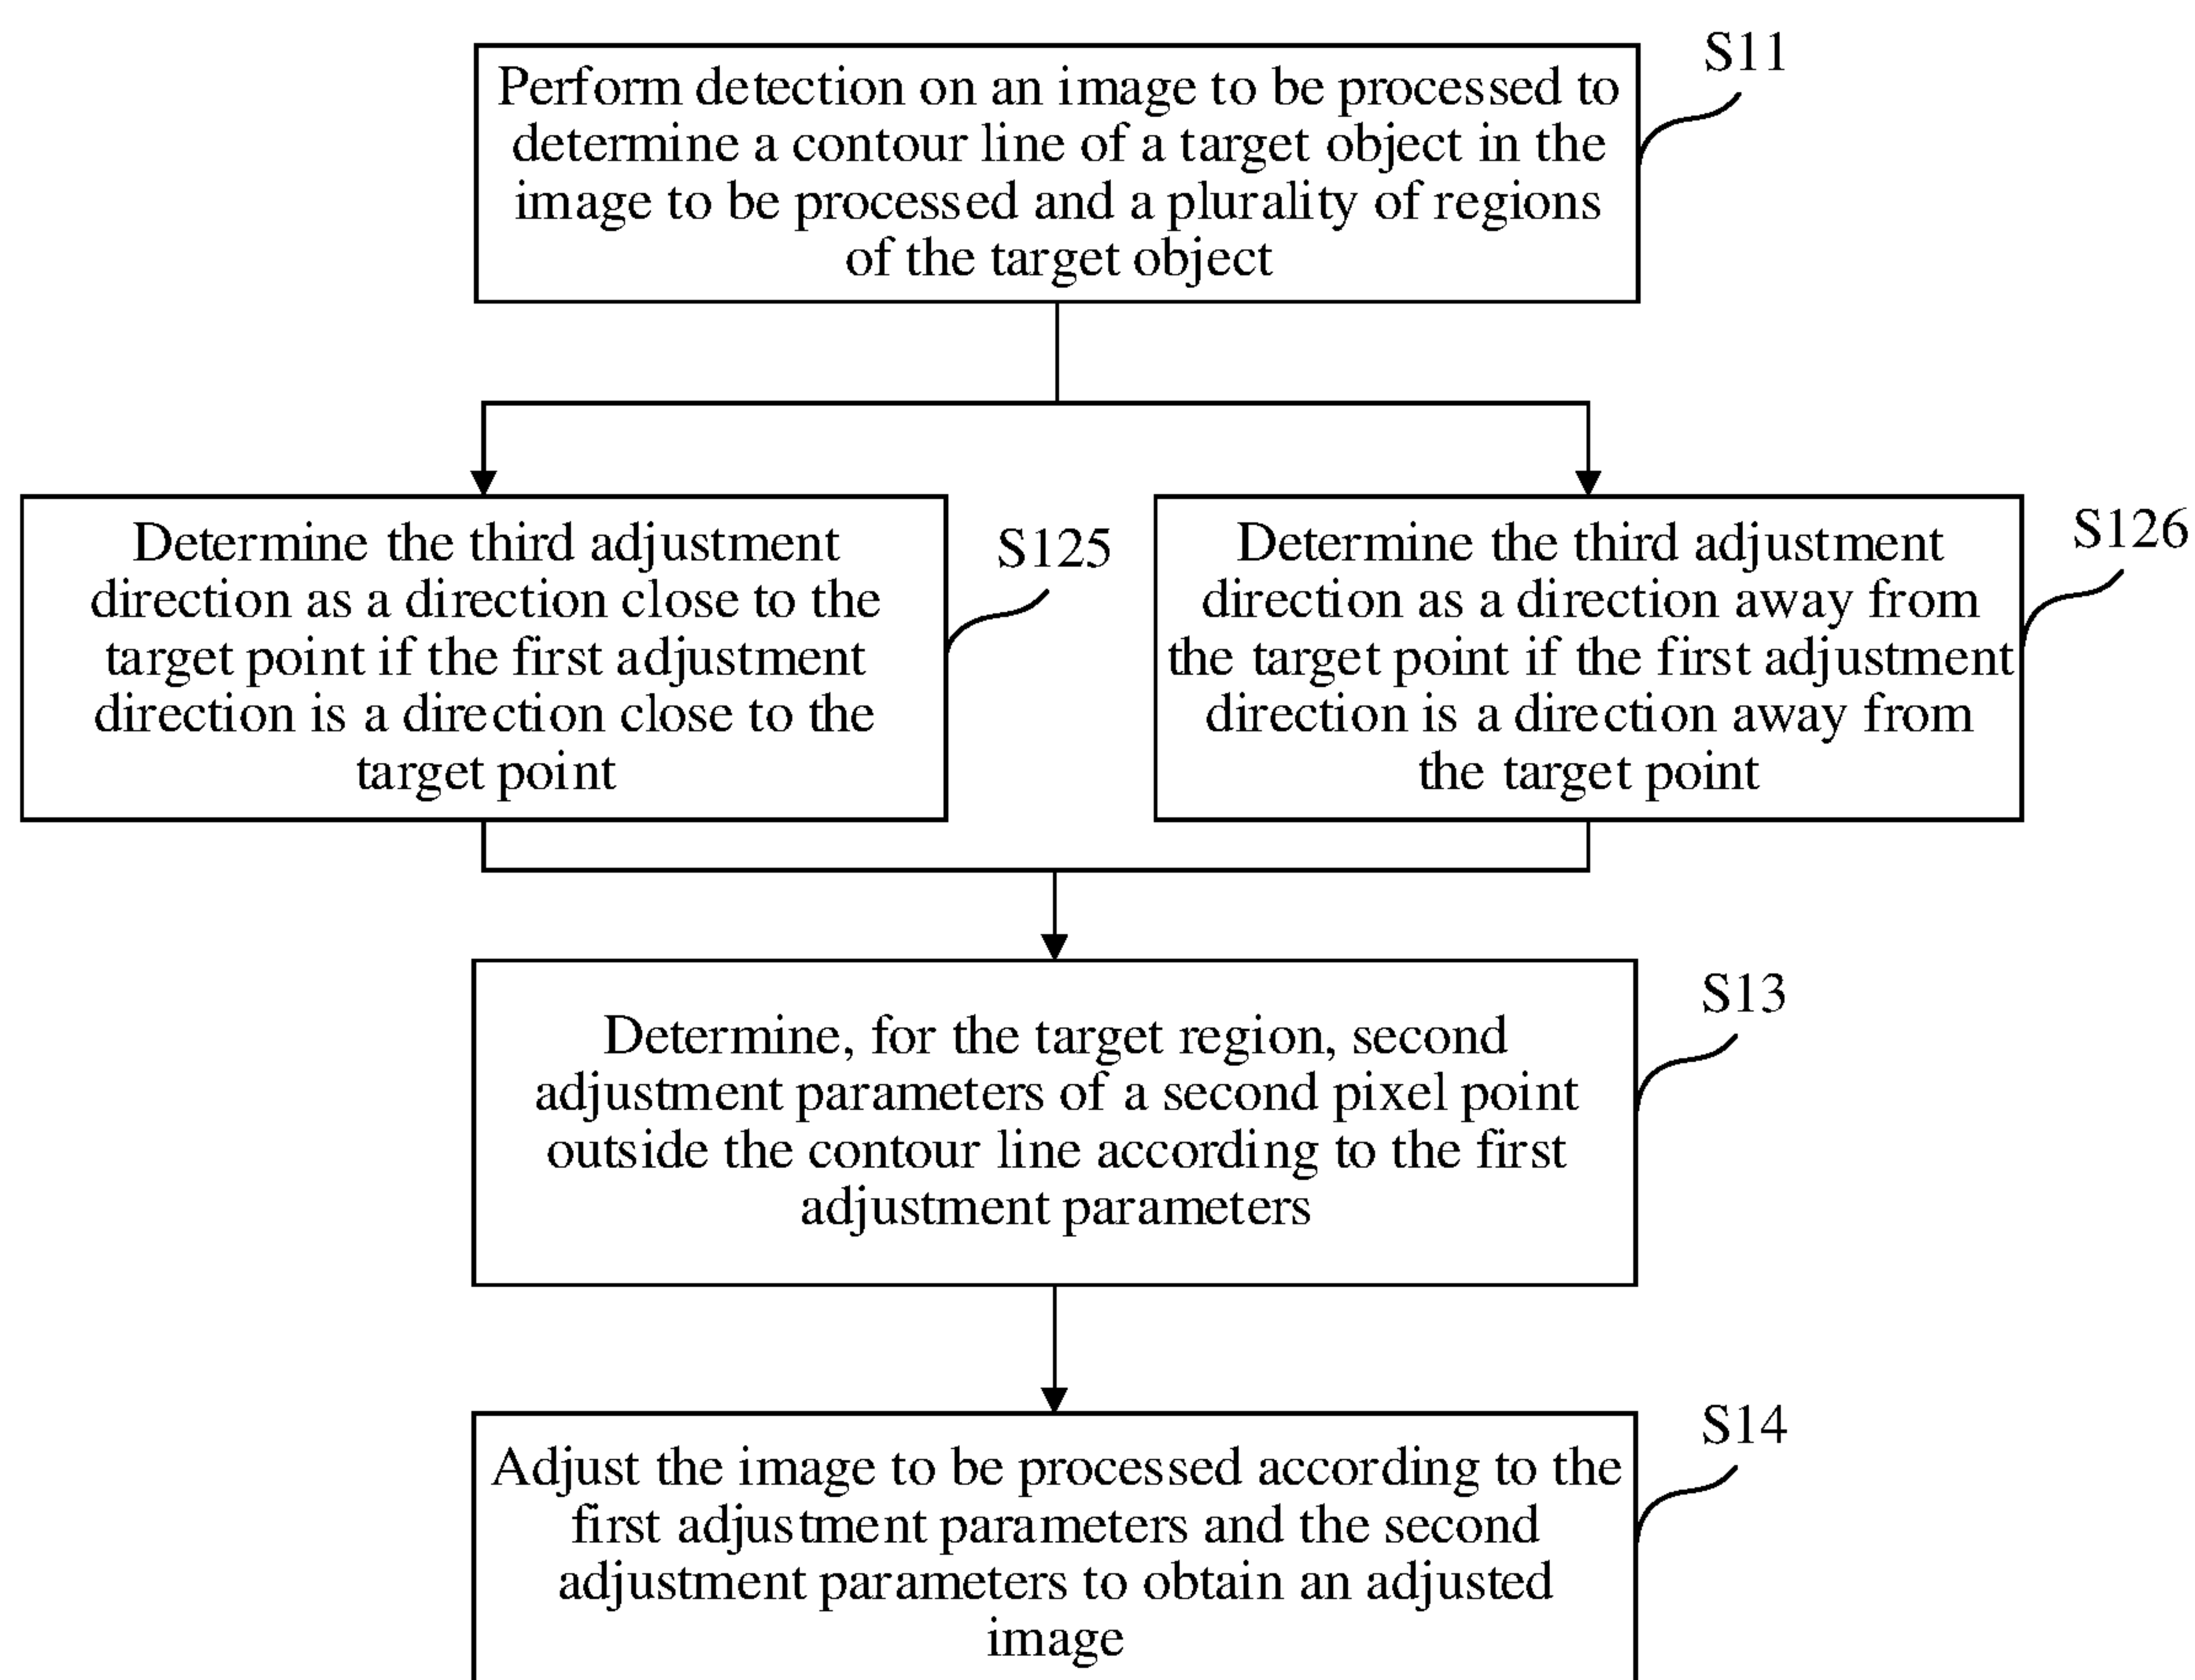 S11
Perform detection on an image to be processed to
determine a contour line of a target object in the
image to be processed and a plurality of regions
of the target object
S125
Determine the third adjustment
direction as a direction close to the
target point if the first adjustment
direction is a direction close to the
target point
S126
Determine the third adjustment
direction as a direction away from
the target point if the first adjustment
direction is a direction away from
the target point
S13
Determine, for the target region, second
adjustment parameters of a second pixel point
outside the contour line according to the first
adjustment parameters
S14
Adjust the image to be processed according to the
first adjustment parameters and the second
adjustment parameters to obtain an adjusted
image